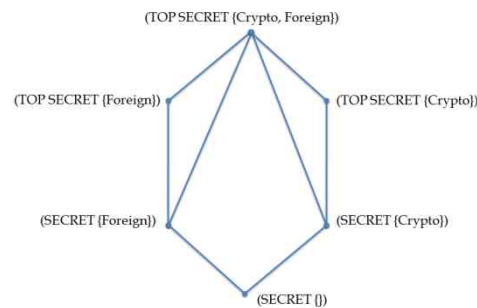 (TOP SECRET {Crypto, Foreign})
(TOP SECRET {Foreign})
(TOP SECRET {Crypto})
(SECRET {Foreign})
(SECRET {Crypto})
(SECRET {})